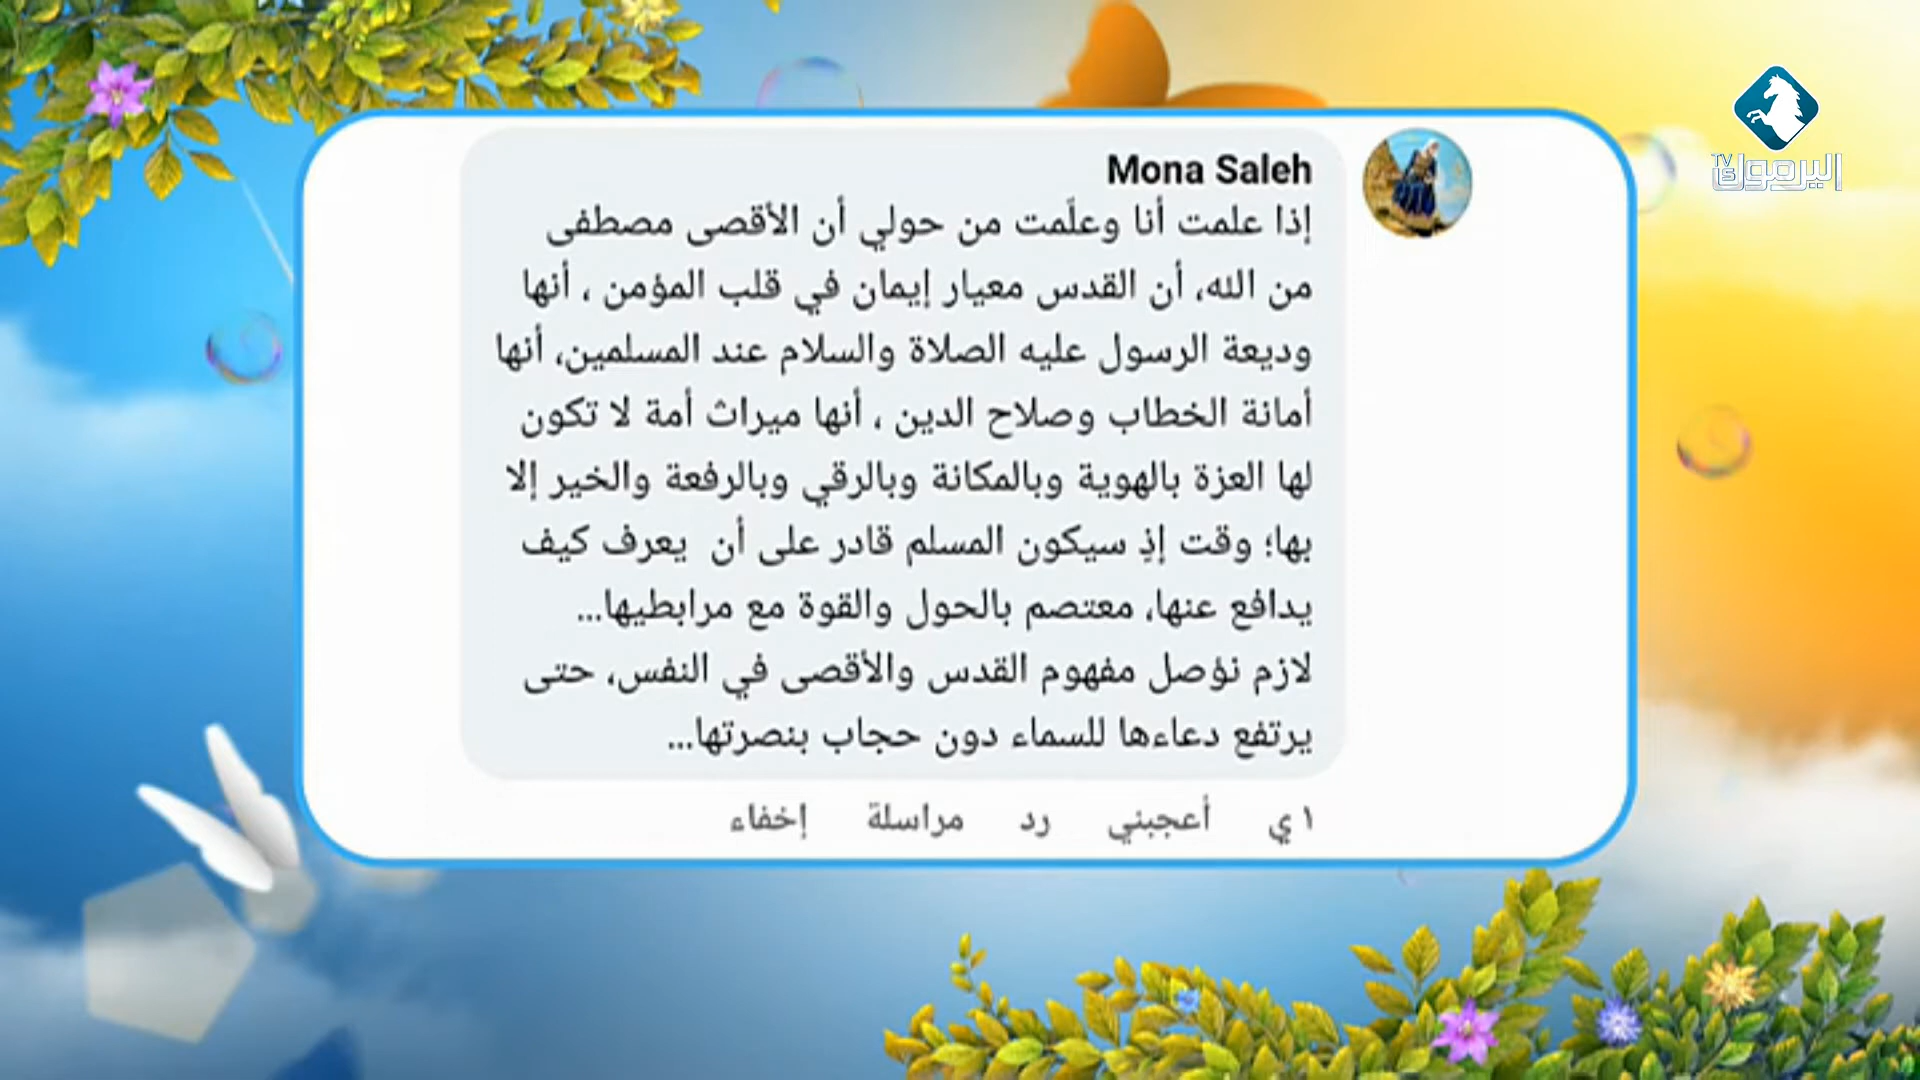 Mona Saleh
إذا علمت أنا وعلّمت من حولي أن الأقصى مصطفى
من الله، أن القدس معيار إيمان في قلب المؤمن ، أنها
وديعة الرسول عليه الصلاة والسلام عند المسلمين، أنها
أمانة الخطاب وصلاح الدين ، أنها ميراث أمة لا تكون
لها العزة بالهوية وبالمكانة وبالرقي وبالرفعة والخير إلا
بها؛ وقت إذِ سيكون المسلم قادر على أن يعرف كيف
يدافع عنها، معتصم بالحول والقوة مع مرابطيها...
لازم نؤصل مفهوم القدس والأقصى في النفس، حتى
يرتفع دعاءها للسماء دون حجاب بنصرتها...
١ي أعجبني رد مراسلة إخفاء
اليرموك TV